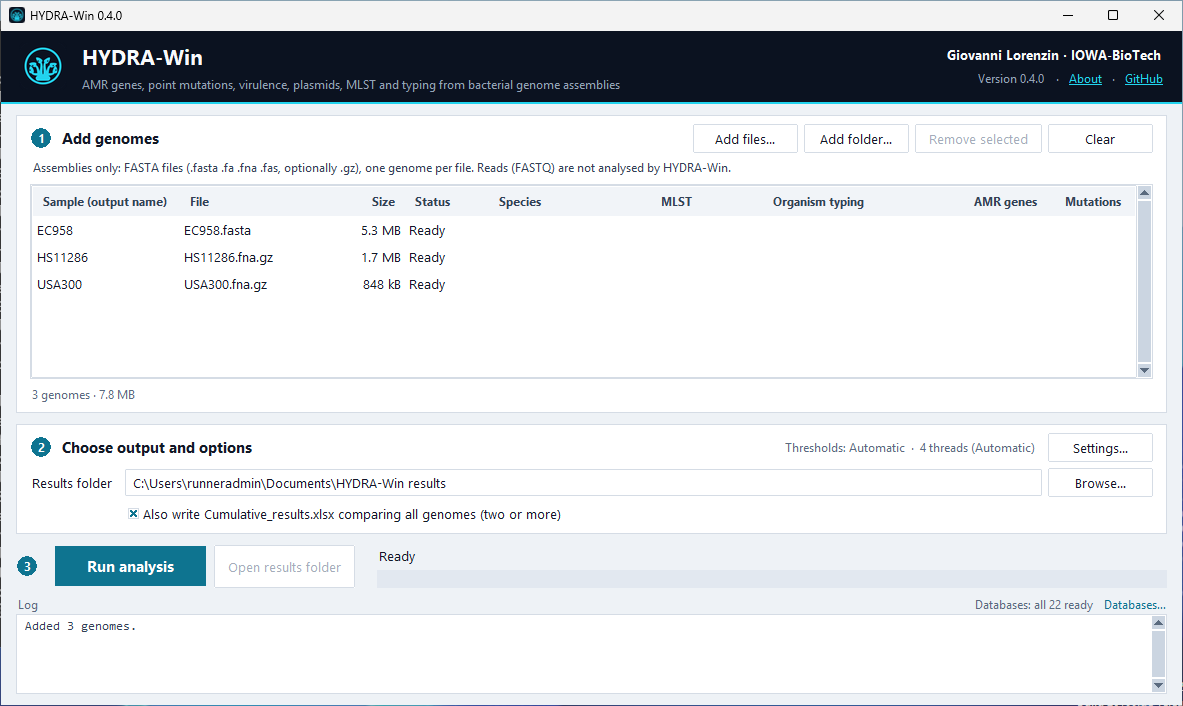 HYDRA-Win 0.4.0
HYDRA-Win
AMR genes, point mutations, virulence, plasmids, MLST and typing from bacterial genome assemblies
Giovanni Lorenzin · IOWA-BioTech
Version 0.4.0 · About · GitHub
1 Add genomes
Add files... Add folder... Remove selected Clear
Assemblies only: FASTA files (.fasta .fa .fna .fas, optionally .gz), one genome per file. Reads (FASTQ) are not analysed by HYDRA-Win.
Sample (output name) File Size Status Species MLST Organism typing AMR genes Mutations
EC958 EC958.fasta 5.3 MB Ready
HS11286 HS11286.fna.gz 1.7 MB Ready
USA300 USA300.fna.gz 848 kB Ready
3 genomes · 7.8 MB
2 Choose output and options Thresholds: Automatic · 4 threads (Automatic) Settings...
Results folder C:\Users\runneradmin\Documents\HYDRA-Win results Browse...
Also write Cumulative_results.xlsx comparing all genomes (two or more)
3 Run analysis Open results folder Ready
Log Databases: all 22 ready Databases...
Added 3 genomes.